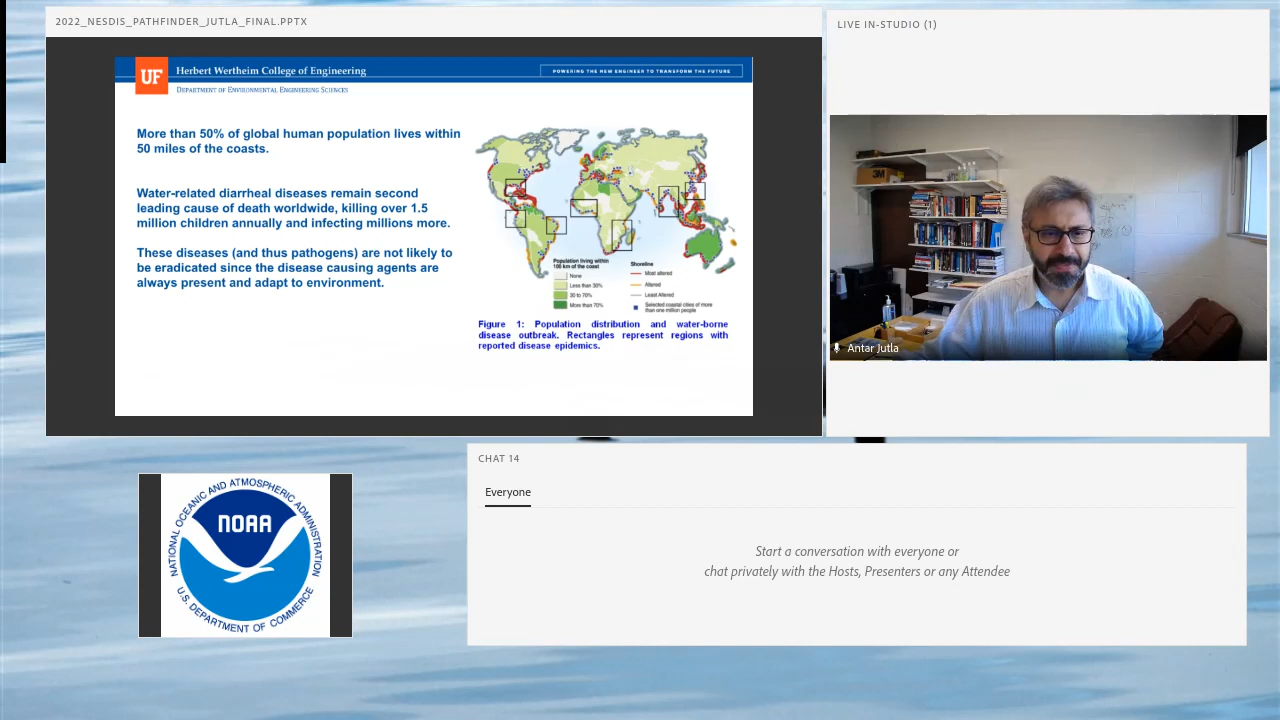 2022_NESDIS_PATHFINDER_JUTLA_FINAL.PPTX
UF
Herbert Wertheim College of Engineering
POWERING THE NEW ENGINEER TO TRANSFORM THE FUTURE
Department of Environmental Engineering Sciences
More than 50% of global human population lives within
50 miles of the coasts.
Water-related diarrheal diseases remain second
leading cause of death worldwide, killing over 1.5
million children annually and infecting millions more.
These diseases (and thus pathogens) are not likely to
be eradicated since the disease causing agents are
always present and adapt to environment.
Population living within
100 km of the coast
None
Less than 30%
30 to 70%
More than 70%
Shoreline
Most altered
Altered
Least Altered
Selected coastal cities of more
than one million people
Figure 1: Population distribution and water-borne
disease outbreak. Rectangles represent regions with
reported disease epidemics.
LIVE IN-STUDIO (1)
3M
Antar Jutla
NATIONAL OCEANIC AND ATMOSPHERIC ADMINISTRATION
NOAA
U.S. DEPARTMENT OF COMMERCE
CHAT 14
Everyone
Start a conversation with everyone or
chat privately with the Hosts, Presenters or any Attendee